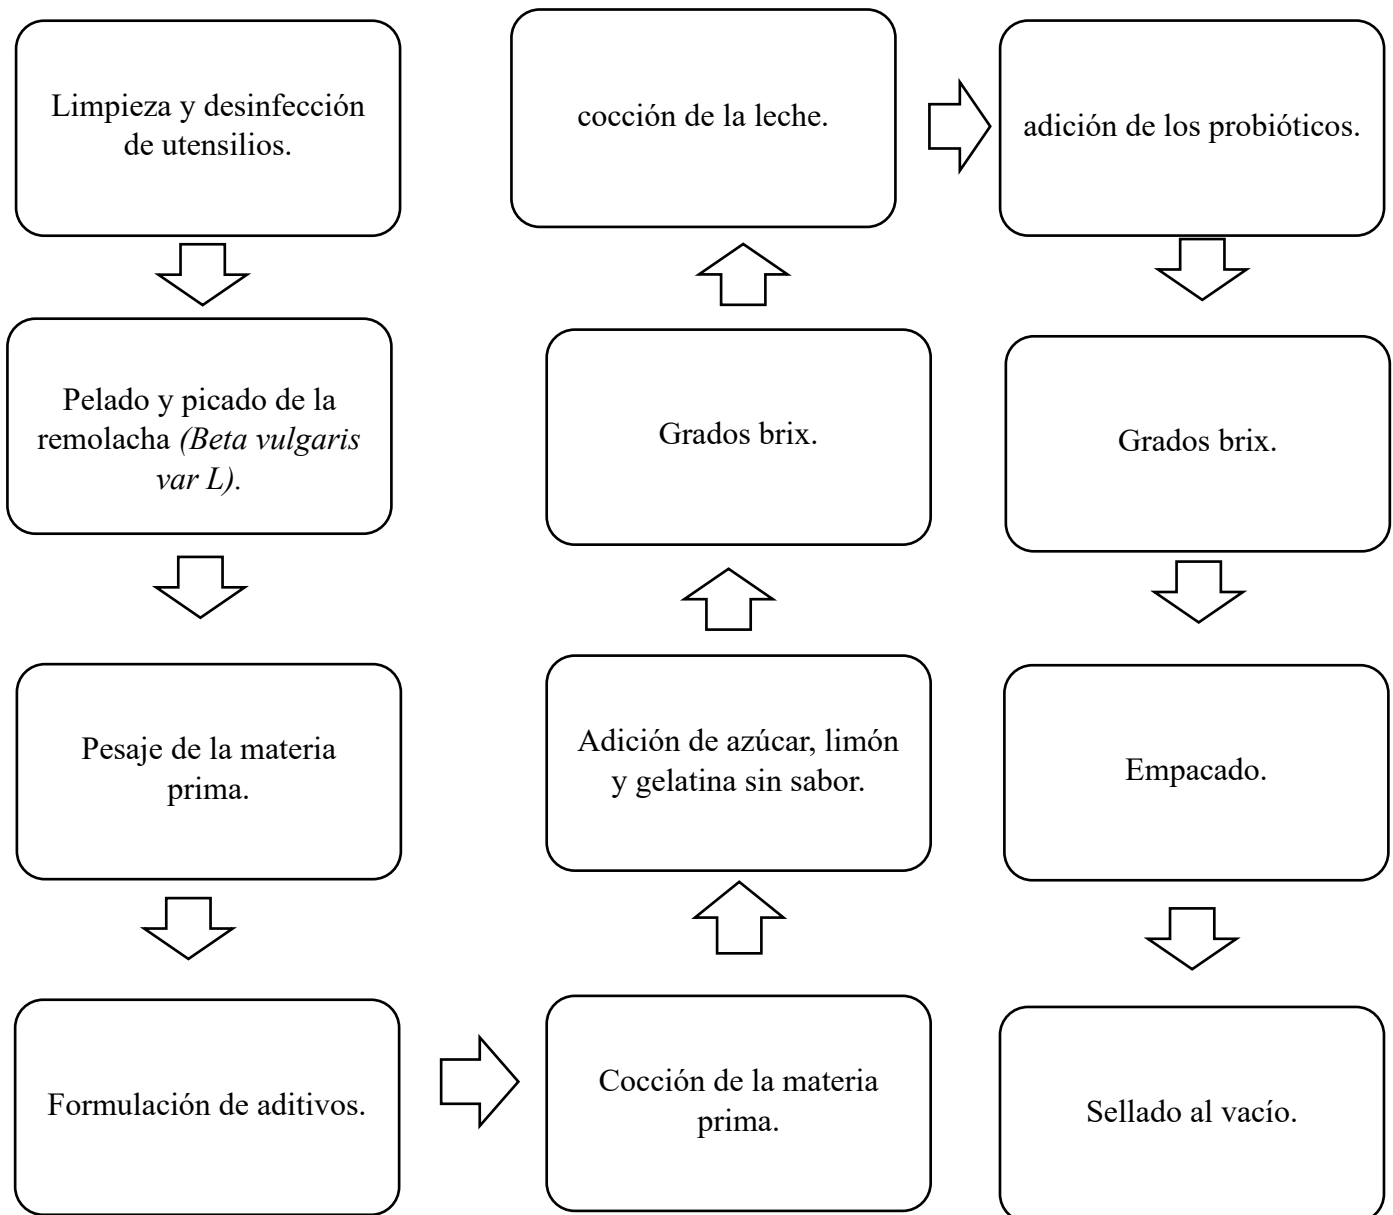 Limpieza y desinfección
de utensilios.
Pelado y picado de la
remolacha (Beta vulgaris
var L).
Pesaje de la materia
prima.
Formulación de aditivos.
Cocción de la materia
prima.
Adición de azúcar, limón
y gelatina sin sabor.
Grados brix.
cocción de la leche.
adición de los probióticos.
Grados brix.
Empacado.
Sellado al vacío.